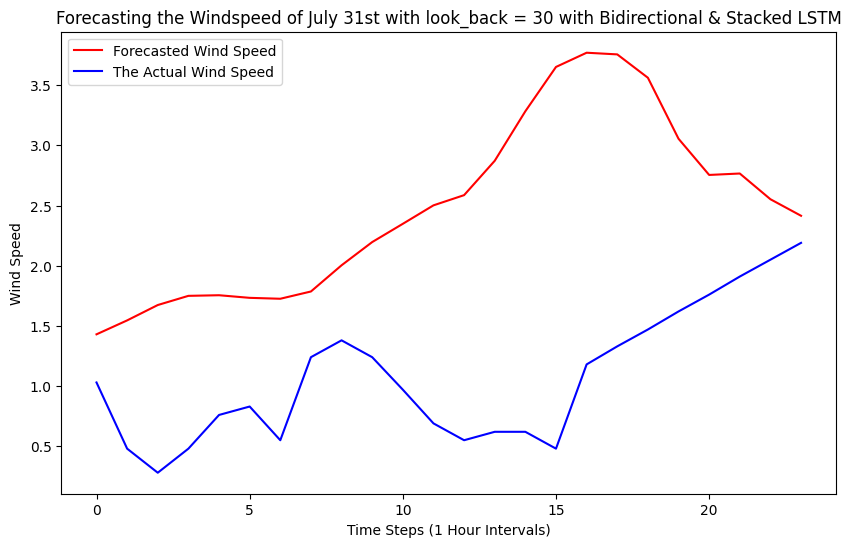 Forecasting the Windspeed of July 31st with look_back = 30 with Bidirectional & Stacked LSTM
Forecasted Wind Speed
The Actual Wind Speed
Wind Speed
3.5
3.0
2.5
2.0
1.5
1.0
0.5
0 5 10 15 20
Time Steps (1 Hour Intervals)